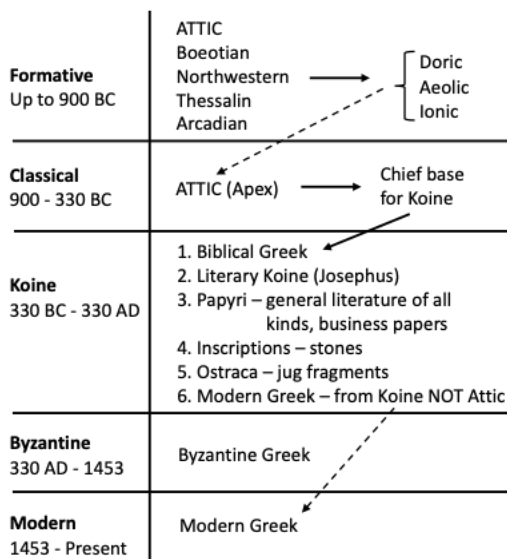 Formative
Up to 900 BC
ATTIC
Boeotian
Northwestern
Thessalin
Arcadian
Doric
Aeolic
Ionic
Classical
900 - 330 BC
ATTIC (Apex)
Chief base
for Koine
Koine
330 BC - 330 AD
1. Biblical Greek
2. Literary Koine (Josephus)
3. Papyri – general literature of all
kinds, business papers
4. Inscriptions – stones
5. Ostraca – jug fragments
6. Modern Greek – from Koine NOT Attic
Byzantine
330 AD - 1453
Byzantine Greek
Modern
1453 - Present
Modern Greek